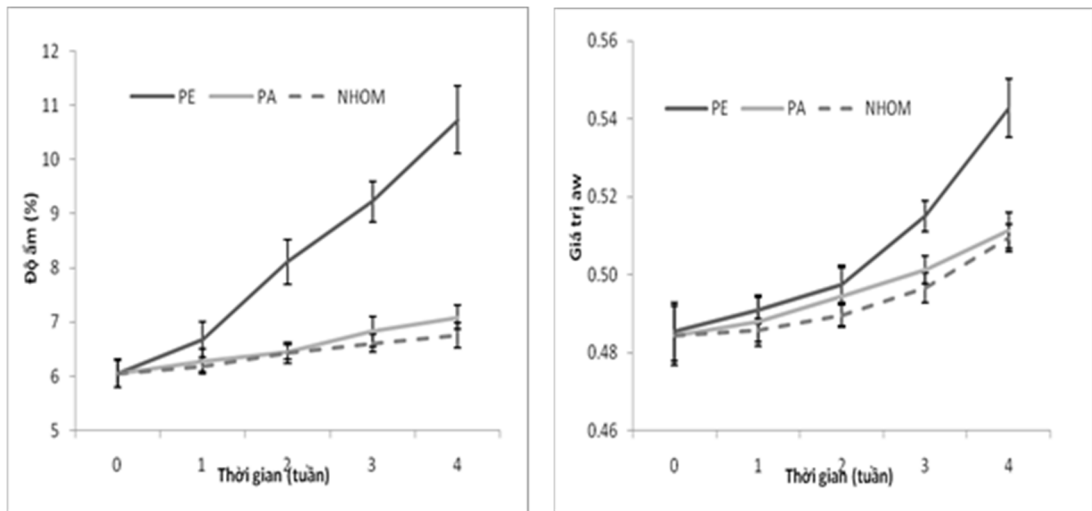 12
11
10
9
8
7
6
5
Độ ẩm (%)
PE PA NHOM
0 1 2 3 4
Thời gian (tuần)
0.56
0.54
0.52
0.50
0.48
0.46
Giá trị aw
PE PA NHOM
0 1 2 3 4
Thời gian (tuần)